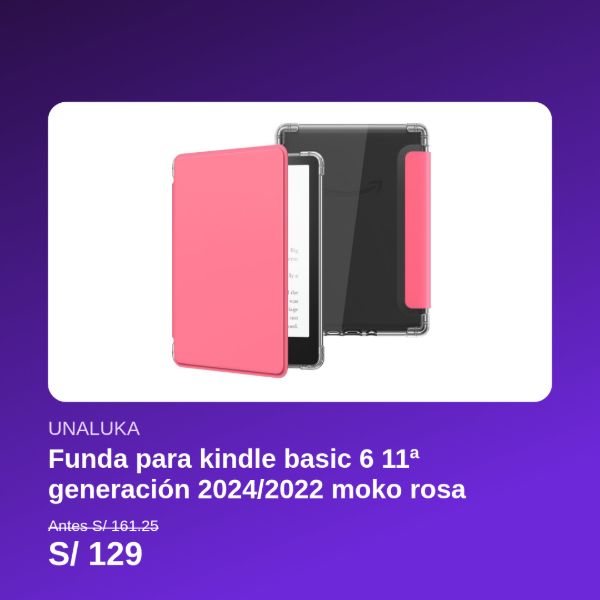 UNALUKA
Funda para kindle basic 6 11ª
generación 2024/2022 moko rosa
Antes S/ 161.25
S/ 129